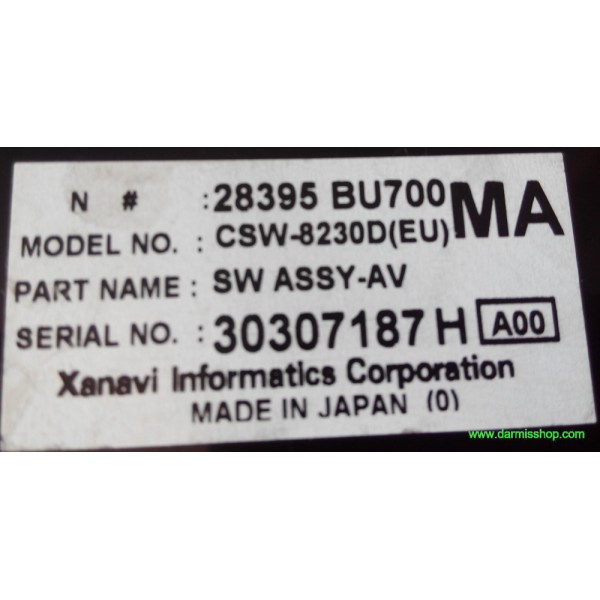 N # : 28395 BU700 MA
MODEL NO. : CSW-8230D(EU)
PART NAME : SW ASSY-AV
SERIAL NO. : 30307187 H A00
Xanavi Informatics Corporation
MADE IN JAPAN (0)
www.darmisshop.com